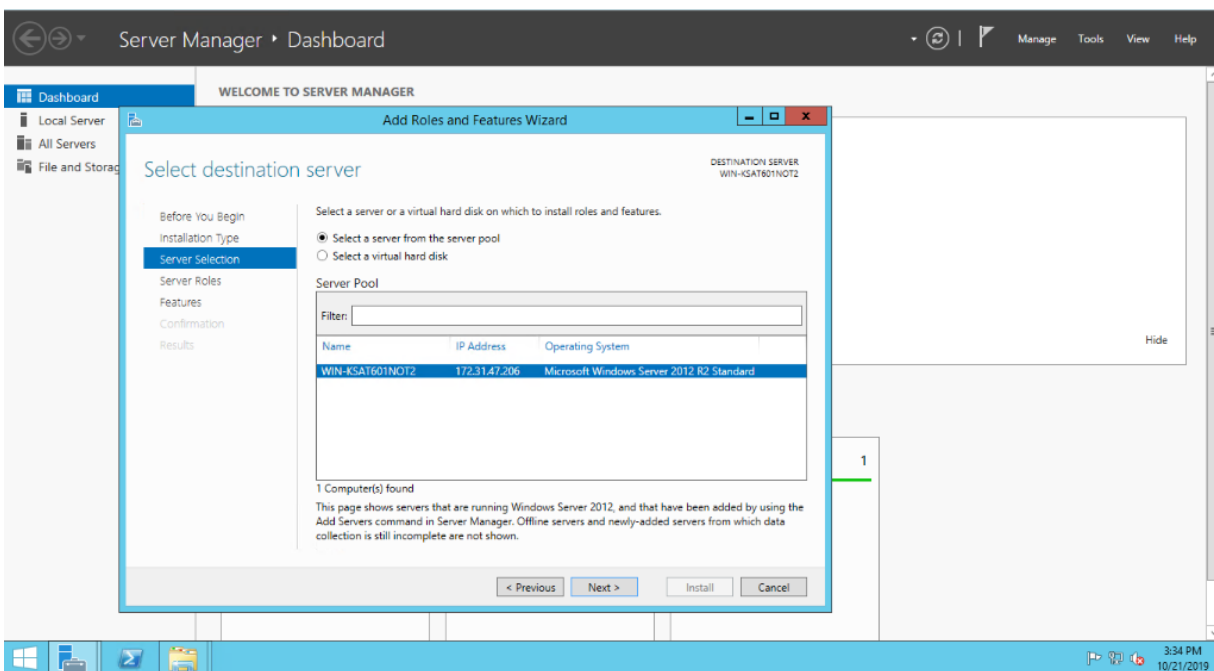 Server Manager • Dashboard
Manage Tools View Help
Dashboard
Local Server
All Servers
File and Storag
WELCOME TO SERVER MANAGER
Add Roles and Features Wizard
Select destination server
DESTINATION SERVER
WIN-KSAT601NOT2
Before You Begin
Installation Type
Server Selection
Server Roles
Features
Confirmation
Results
Select a server or a virtual hard disk on which to install roles and features.
Select a server from the server pool
Select a virtual hard disk
Server Pool
Filter:
Name IP Address Operating System
WIN-KSAT601NOT2 172.31.47.206 Microsoft Windows Server 2012 R2 Standard
1 Computer(s) found
This page shows servers that are running Windows Server 2012, and that have been added by using the
Add Servers command in Server Manager. Offline servers and newly-added servers from which data
collection is still incomplete are not shown.
< Previous Next > Install Cancel
Hide
1
3:34 PM
10/21/2019